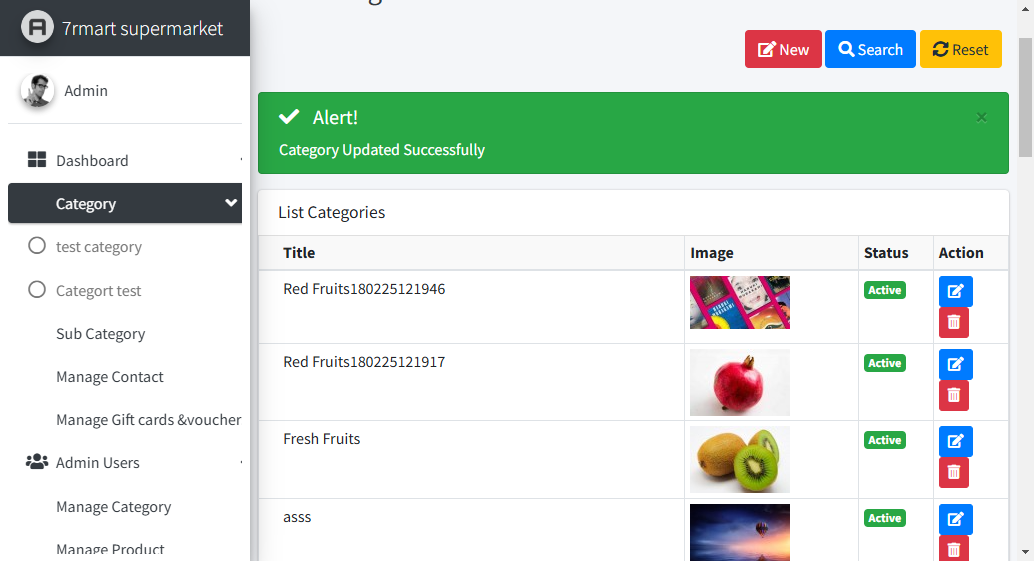 7rmart supermarket
Admin
Dashboard
Category
test category
Categort test
Sub Category
Manage Contact
Manage Gift cards &voucher
Admin Users
Manage Category
Manage Product
New
Search
Reset
Alert!
×
Category Updated Successfully
List Categories
Title Image Status Action
Red Fruits180225121946 Active
Red Fruits180225121917 Active
Fresh Fruits Active
asss Active